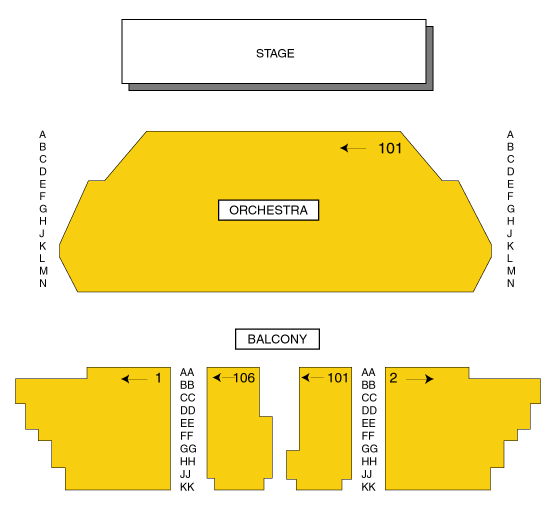 STAGE
101
A A
B B
C C
D D
E E
F F
G G
H H
J J
K K
L L
M M
N N
ORCHESTRA
BALCONY
1 106 101 2
AA AA
BB BB
CC CC
DD DD
EE EE
FF FF
GG GG
HH HH
JJ JJ
KK KK